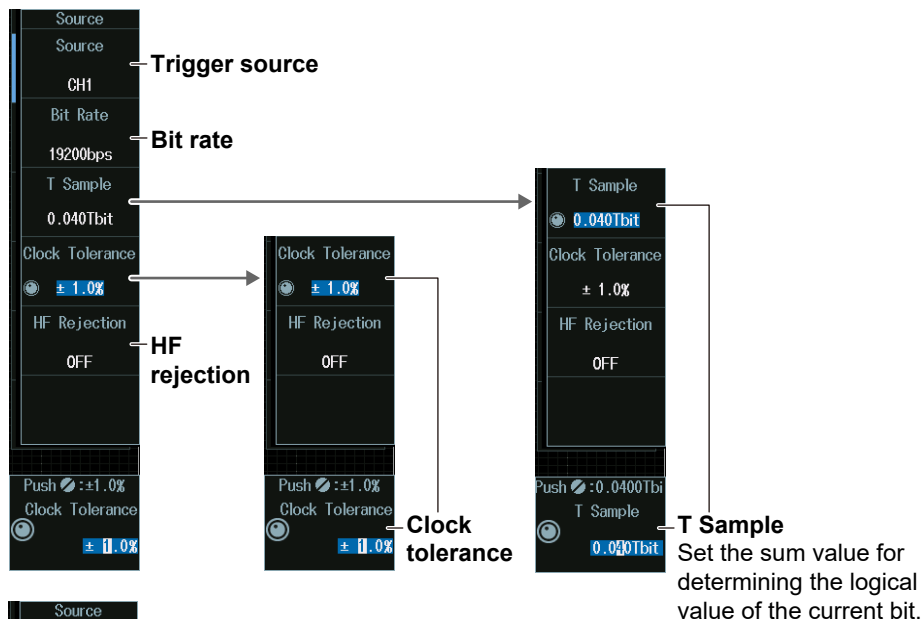 Source
Source
CH1
Trigger source
Bit Rate
19200bps
Bit rate
T Sample
0.040Tbit
Clock Tolerance
± 1.0%
HF Rejection
OFF
HF
rejection
Push :±1.0%
Clock Tolerance
± 1.0%
Clock Tolerance
± 1.0%
HF Rejection
OFF
Push :±1.0%
Clock Tolerance
± 1.0%
Clock
tolerance
T Sample
0.040Tbit
Clock Tolerance
± 1.0%
HF Rejection
OFF
Push :0.0400Tbi
T Sample
0.040Tbit
T Sample
Set the sum value for
determining the logical
value of the current bit.
Source